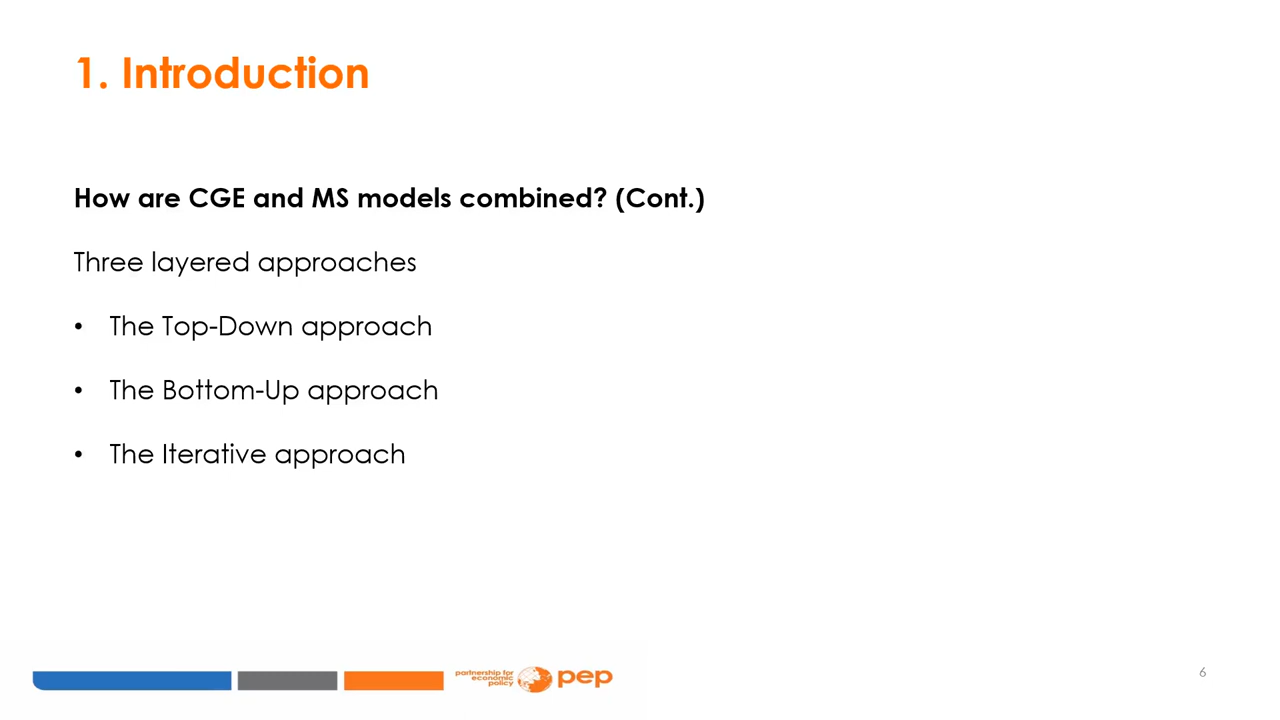 1. Introduction
How are CGE and MS models combined? (Cont.)
Three layered approaches
• The Top-Down approach
• The Bottom-Up approach
• The Iterative approach
partnership for
economic
policy
pep
6